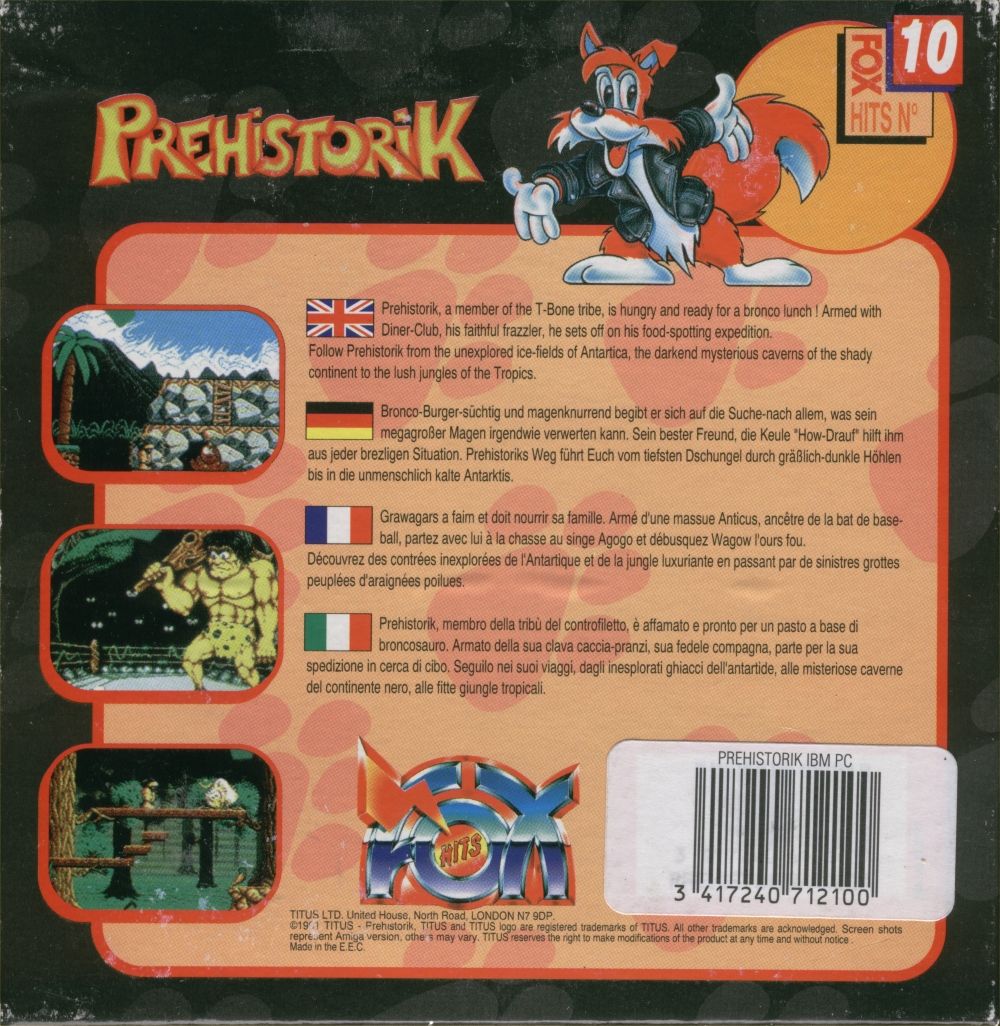 PREHISTORIK
FOX
HITS Nº
10
Prehistorik, a member of the T-Bone tribe, is hungry and ready for a bronco lunch ! Armed with
Diner-Club, his faithful frazzler, he sets off on his food-spotting expedition.
Follow Prehistorik from the unexplored ice-fields of Antartica, the darkend mysterious caverns of the shady
continent to the lush jungles of the Tropics.
Bronco-Burger-süchtig und magenknurrend begibt er sich auf die Suche-nach allem, was sein
megagroßer Magen irgendwie verwerten kann. Sein bester Freund, die Keule "How-Drauf" hilft ihm
aus jeder brezligen Situation. Prehistoriks Weg führt Euch vom tiefsten Dschungel durch gräßlich-dunkle Höhlen
bis in die unmenschlich kalte Antarktis.
Grawagars a faim et doit nourrir sa famille. Armé d'une massue Anticus, ancêtre de la bat de base-
ball, partez avec lui à la chasse au singe Agogo et débusquez Wagow l'ours fou.
Découvrez des contrées inexplorées de l'Antartique et de la jungle luxuriante en passant par de sinistres grottes
peuplées d'araignées poilues.
Prehistorik, membro della tribù del controfiletto, è affamato e pronto per un pasto a base di
broncosauro. Armato della sua clava caccia-pranzi, sua fedele compagna, parte per la sua
spedizione in cerca di cibo. Seguilo nei suoi viaggi, dagli inesplorati ghiacci dell'antartide, alle misteriose caverne
del continente nero, alle fitte giungle tropicali.
FOX
HITS
PREHISTORIK IBM PC
3 417240 712100
TITUS LTD. United House, North Road, LONDON N7 9DP.
©1991 TITUS - Prehistorik, TITUS and TITUS logo are registered trademarks of TITUS. All other trademarks are acknowledged. Screen shots
represent Amiga version, others may vary. TITUS reserves the right to make modifications of the product at any time and without notice.
Made in the E.E.C.